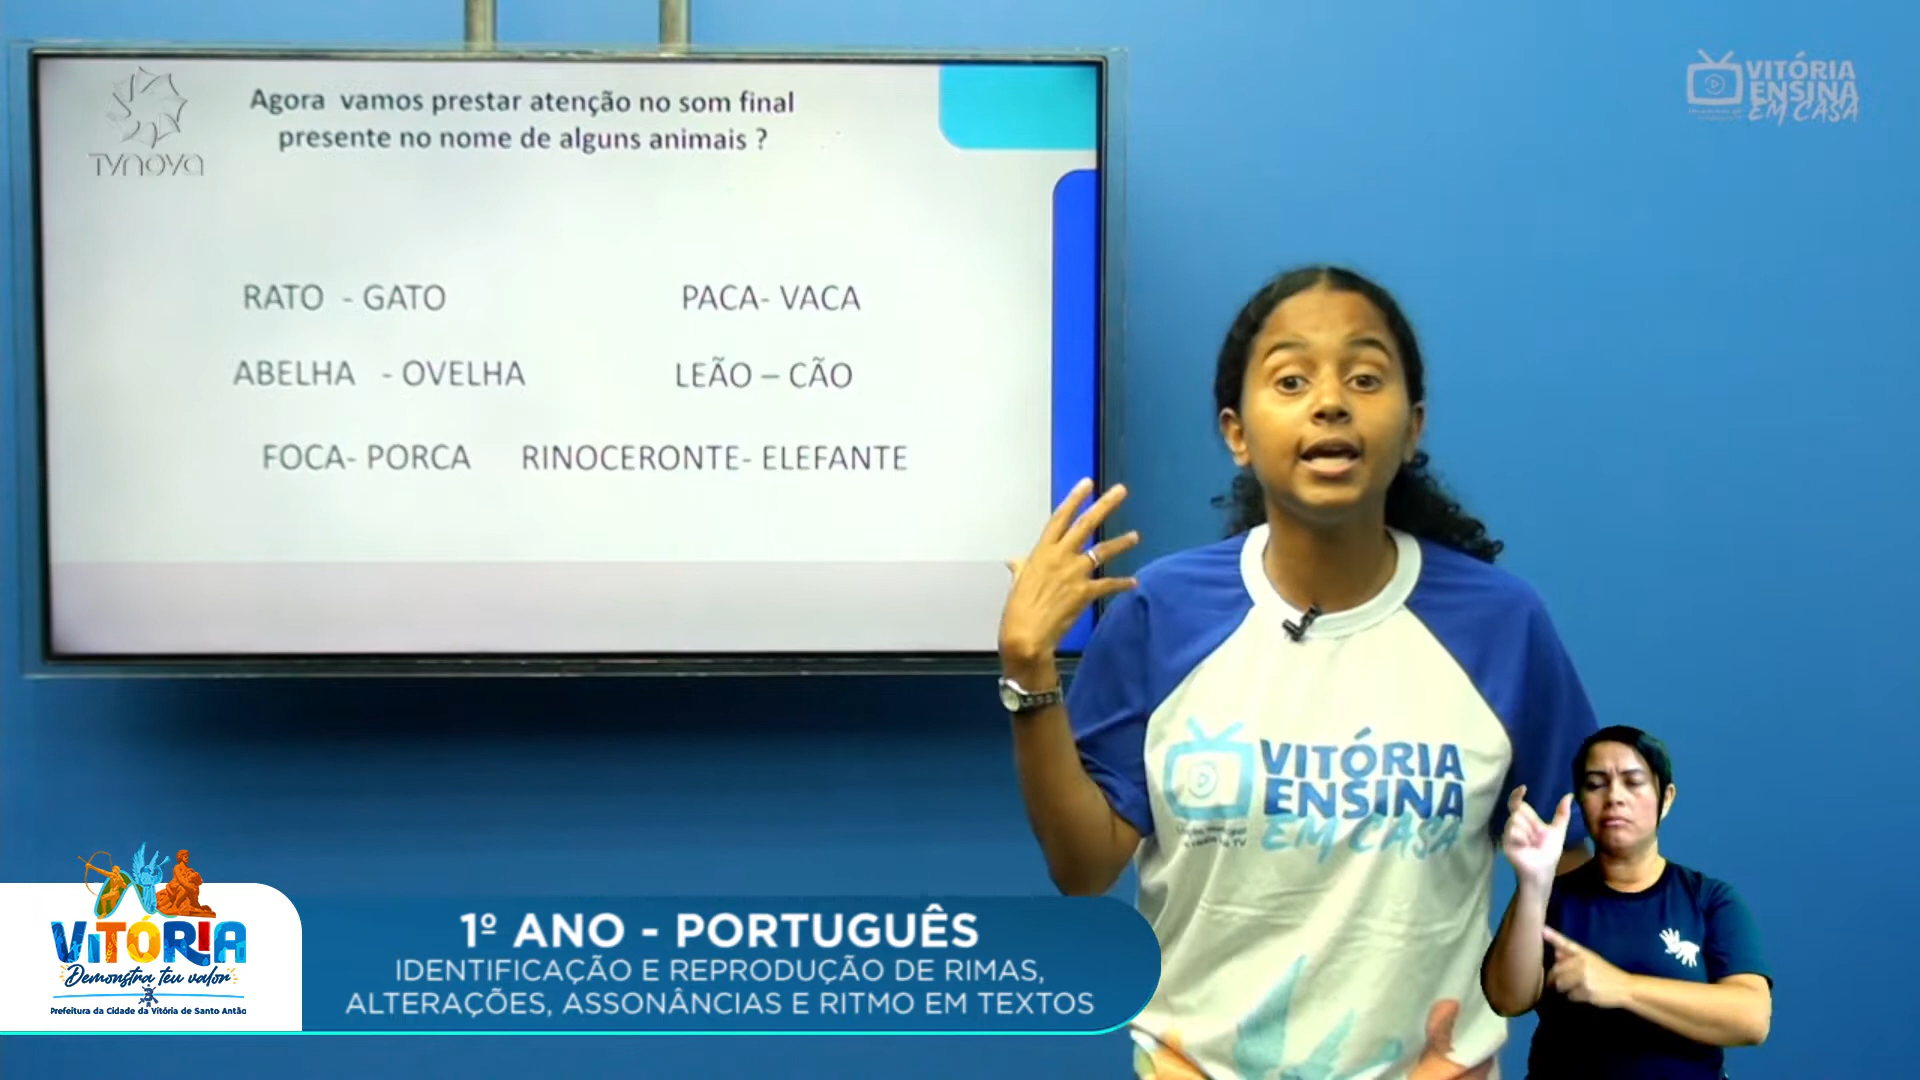 Agora vamos prestar atenção no som final
presente no nome de alguns animais ?
TVNOVA
RATO - GATO
PACA- VACA
ABELHA - OVELHA
LEÃO – CÃO
FOCA- PORCA
RINOCERONTE- ELEFANTE
VITÓRIA
ENSINA
EM CASA
VITÓRIA
ENSINA
EM CASA
VITÓRIA
Demonstra teu valor
Prefeitura da Cidade da Vitória de Santo Antão
1º ANO - PORTUGUÊS
IDENTIFICAÇÃO E REPRODUÇÃO DE RIMAS,
ALTERAÇÕES, ASSONÂNCIAS E RITMO EM TEXTOS